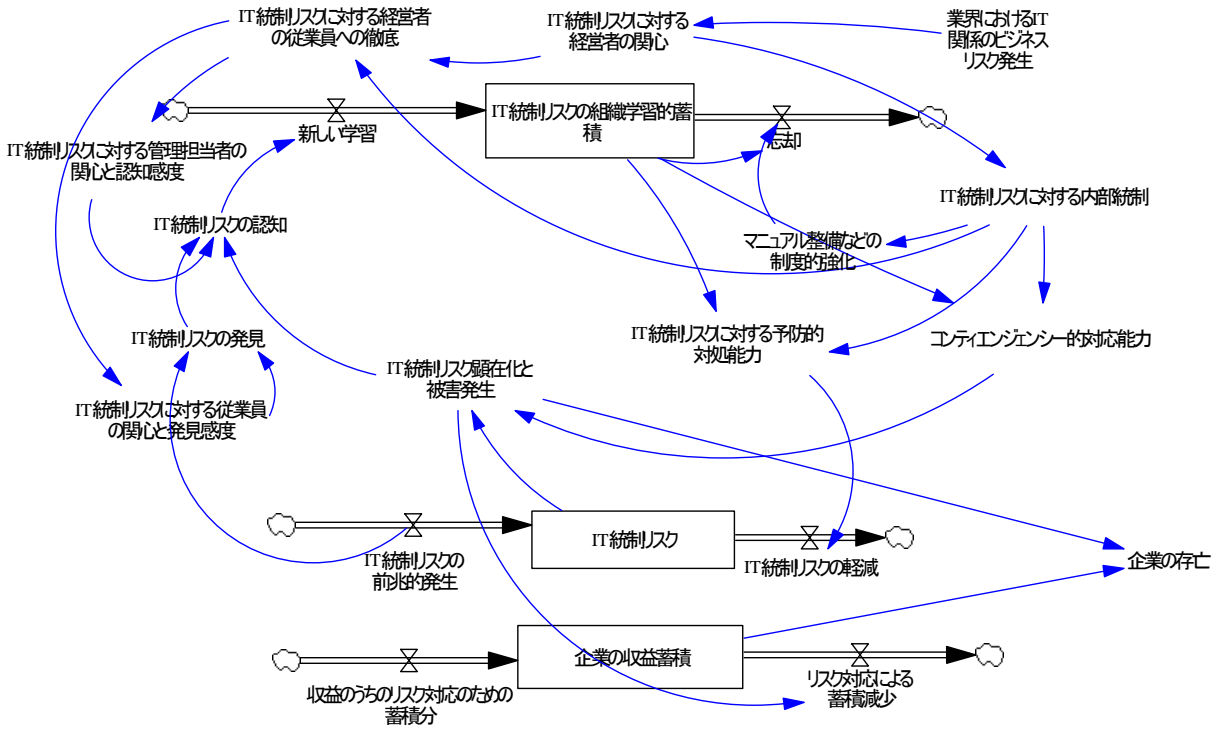 IT統制リスクに対する経営者
の従業員への徹底
IT統制リスクに対する
経営者の関心
業界におけるIT
関係のビジネス
リスク発生
IT統制リスクの組織学習的蓄
積
新しい学習
忘却
IT統制リスクに対する管理担当者の
関心と認知感度
IT統制リスクに対する内部統制
IT統制リスクの認知
マニュアル整備などの
制度的強化
IT統制リスクの発見
IT統制リスクに対する予防的
対処能力
コンティエンジェンシー的対応能力
IT統制リスク顕在化と
被害発生
IT統制リスクに対する従業員
の関心と発見感度
IT統制リスク
IT統制リスクの
前兆的発生
IT統制リスクの軽減
企業の存亡
企業の収益蓄積
収益のうちのリスク対応のための
蓄積分
リスク対応による
蓄積減少